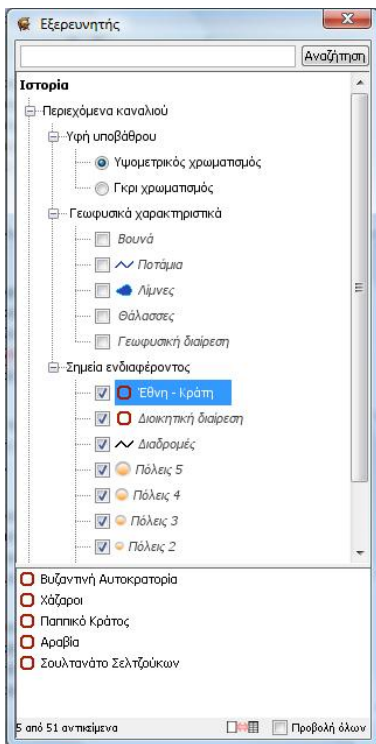 Εξερευνητής
Αναζήτηση
Ιστορία
Περιεχόμενα καναλιού
Υφή υποβάθρου
Υψομετρικός χρωματισμός
Γκρι χρωματισμός
Γεωφυσικά χαρακτηριστικά
Βουνά
Ποτάμια
Λίμνες
Θάλασσες
Γεωφυσική διαίρεση
Σημεία ενδιαφέροντος
Έθνη - Κράτη
Διοικητική διαίρεση
Διαδρομές
Πόλεις 5
Πόλεις 4
Πόλεις 3
Πόλεις 2
Βυζαντινή Αυτοκρατορία
Χάζαροι
Παππικό Κράτος
Αραβία
Σουλτανάτο Σελτζούκων
5 από 51 αντικείμενα Προβολή όλων